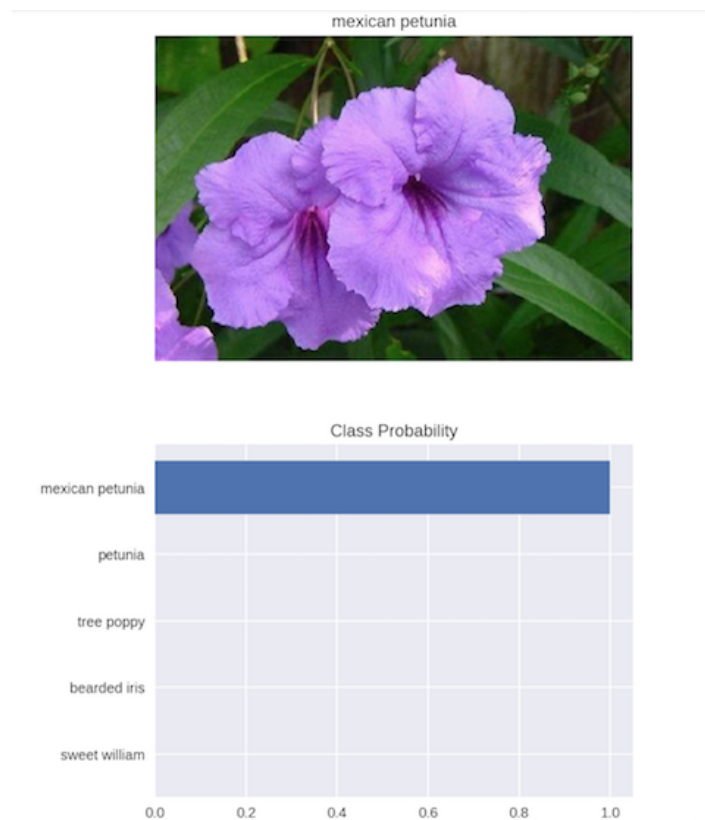 mexican petunia
Class Probability
mexican petunia
petunia
tree poppy
bearded iris
sweet william
0.0 0.2 0.4 0.6 0.8 1.0